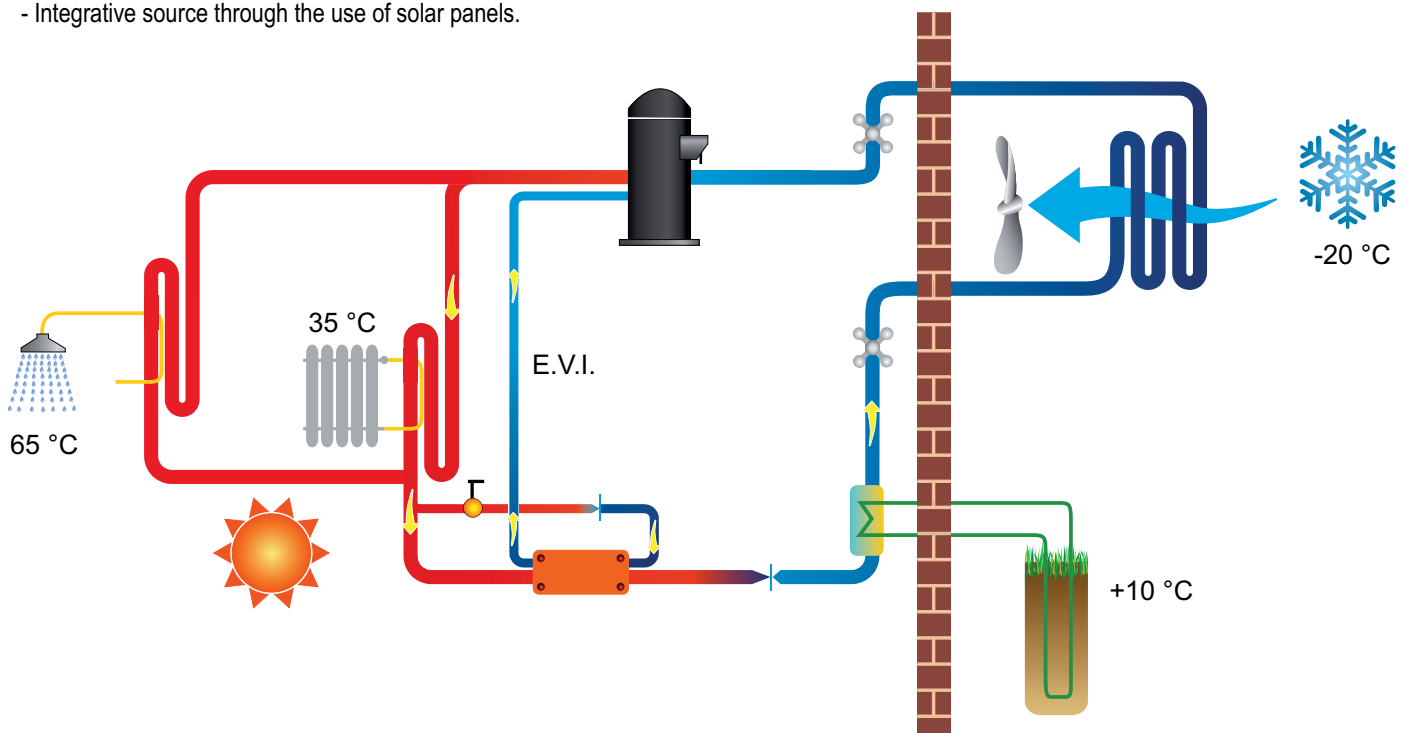 - Integrative source through the use of solar panels.
-20 °C
35 °C
E.V.I.
65 °C
+10 °C